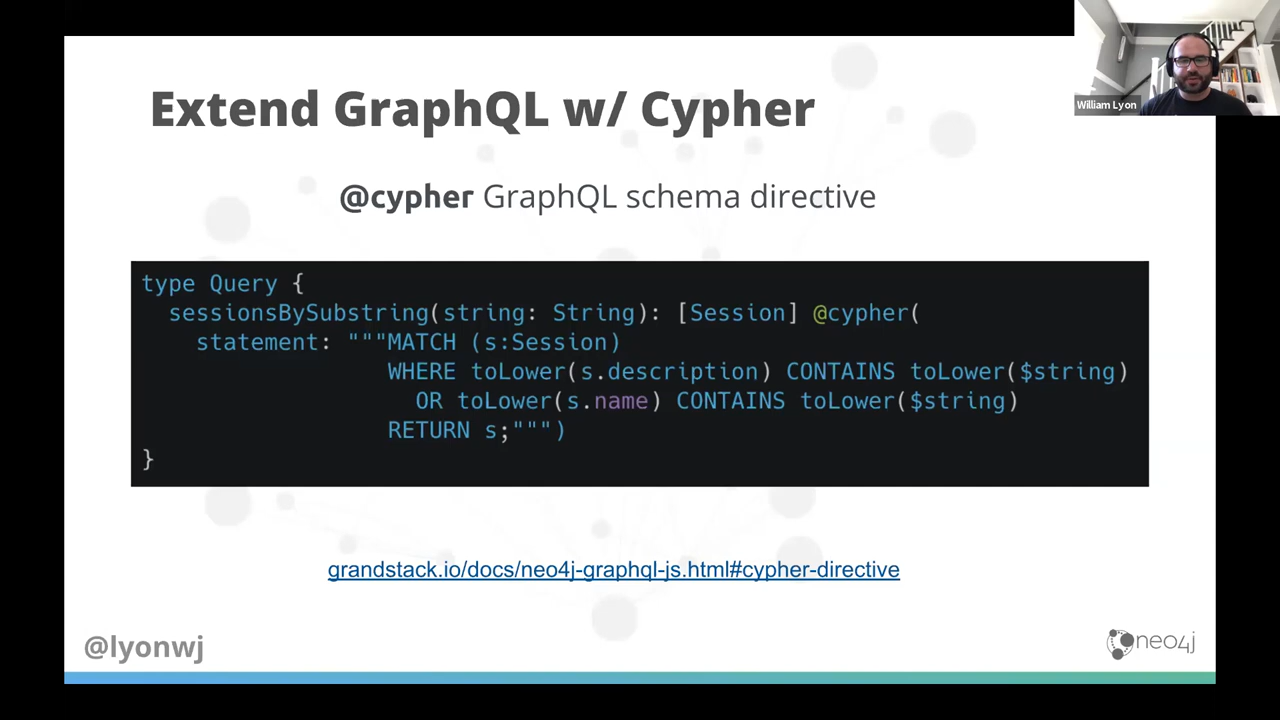 William Lyon
Extend GraphQL w/ Cypher
@cypher GraphQL schema directive
type Query {
  sessionsBySubstring(string: String): [Session] @cypher(
    statement: """MATCH (s:Session)
                  WHERE toLower(s.description) CONTAINS toLower($string)
                    OR toLower(s.name) CONTAINS toLower($string)
                  RETURN s;""")
}
grandstack.io/docs/neo4j-graphql-js.html#cypher-directive
@lyonwj
neo4j